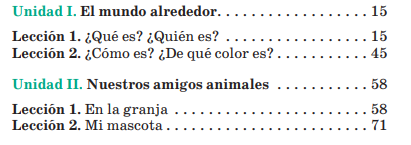 Unidad I. El mundo alrededor. . . . . . . . . . . . . . . . . . 15
Lección 1. ¿Qué es? ¿Quién es? . . . . . . . . . . . . . . . . . 15
Lección 2. ¿Cómo es? ¿De qué color es? . . . . . . . . . . . 45
Unidad II. Nuestros amigos animales . . . . . . . . . . . 58
Lección 1. En la granja . . . . . . . . . . . . . . . . . . . . . . . 58
Lección 2. Mi mascota . . . . . . . . . . . . . . . . . . . . . . . . 71